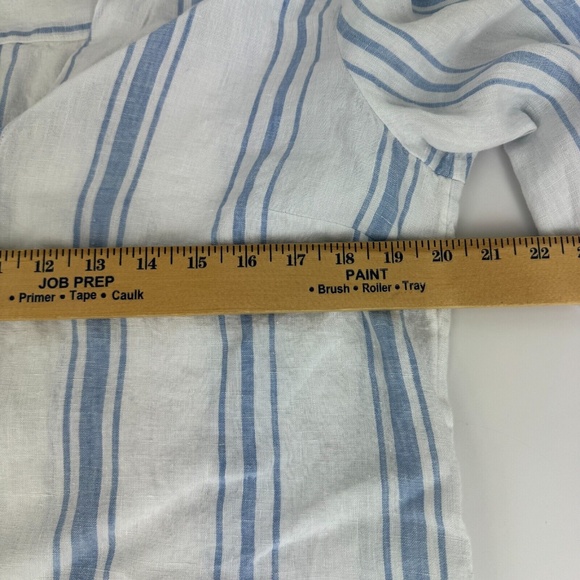 12 13 14 15 16 17 18 19 20 21 22
JOB PREP
• Primer • Tape • Caulk
PAINT
• Brush • Roller • Tray